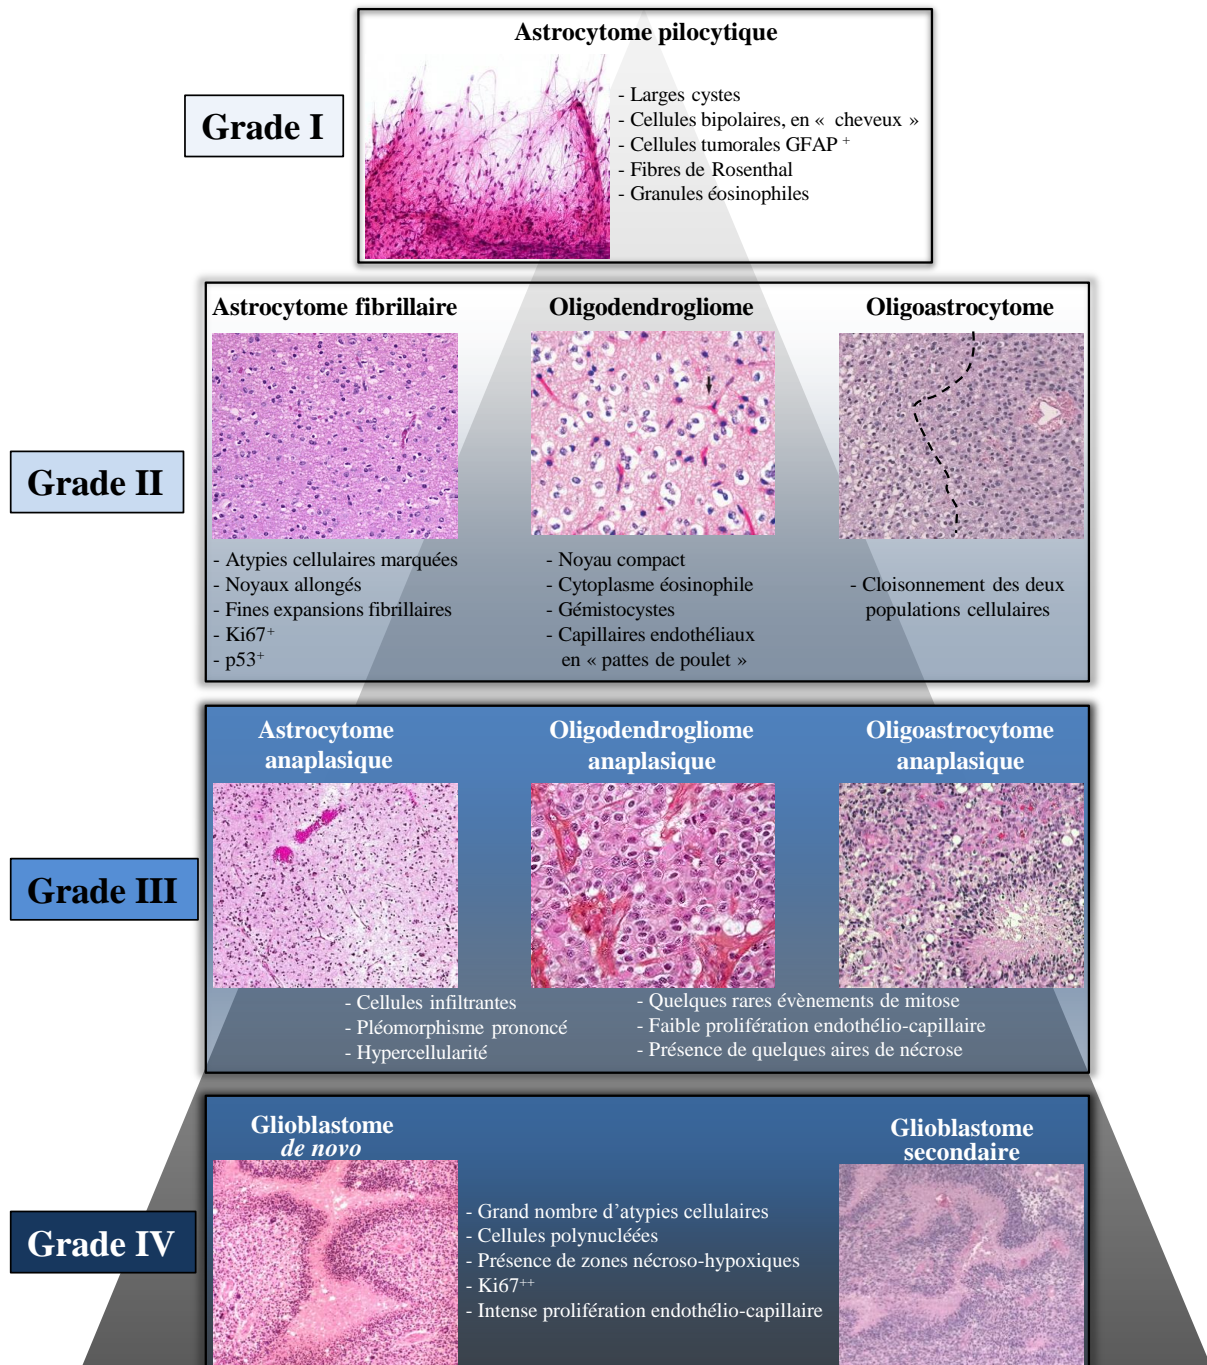 Astrocytome pilocytique
Grade I
- Larges cystes
- Cellules bipolaires, en « cheveux »
- Cellules tumorales GFAP +
- Fibres de Rosenthal
- Granules éosinophiles
Grade II
Astrocytome fibrillaire
- Atypies cellulaires marquées
- Noyaux allongés
- Fines expansions fibrillaires
- Ki67+
- p53+
Oligodendrogliome
- Noyau compact
- Cytoplasme éosinophile
- Gémistocystes
- Capillaires endothéliaux
en « pattes de poulet »
Oligoastrocytome
- Cloisonnement des deux
populations cellulaires
Grade III
Astrocytome
anaplasique
Oligodendrogliome
anaplasique
Oligoastrocytome
anaplasique
- Cellules infiltrantes
- Pléomorphisme prononcé
- Hypercellularité
- Quelques rares évènements de mitose
- Faible prolifération endothélio-capillaire
- Présence de quelques aires de nécrose
Grade IV
Glioblastome
de novo
- Grand nombre d’atypies cellulaires
- Cellules polynucléées
- Présence de zones nécroso-hypoxiques
- Ki67++
- Intense prolifération endothélio-capillaire
Glioblastome
secondaire